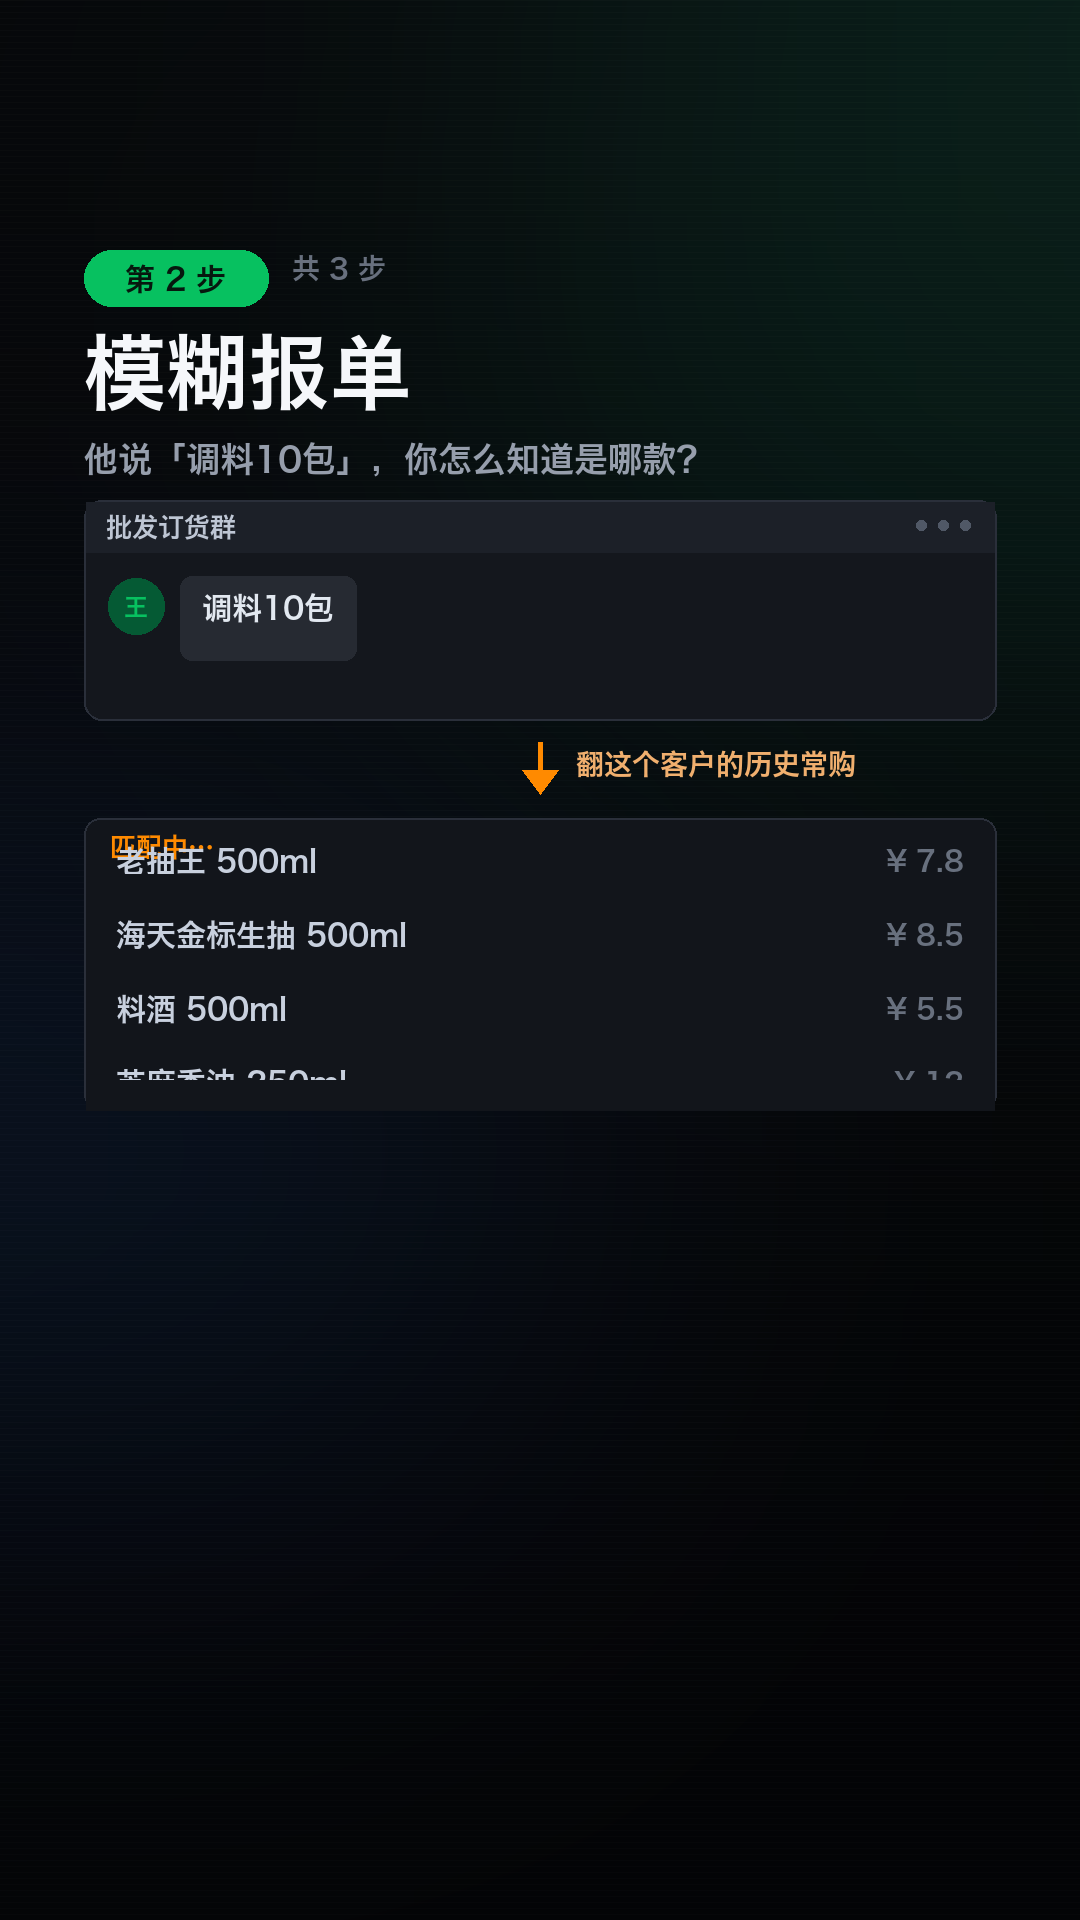 第 2 步
共 3 步
模糊报单
他说「调料10包」，你怎么知道是哪款？
批发订货群
王
调料10包
翻这个客户的历史常购
匹配中…
老抽王 500ml
¥ 7.8
海天金标生抽 500ml
¥ 8.5
料酒 500ml
¥ 5.5